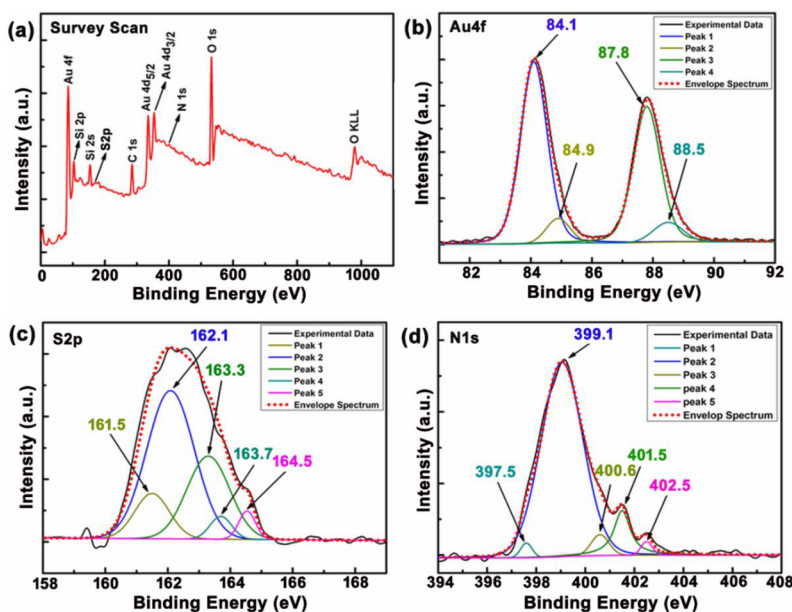 (a) Survey Scan
Au 4f
Si 2p
Si 2s
S2p
C 1s
Au 4d5/2
Au 4d3/2
N 1s
O 1s
O KLL
Intensity (a.u.)
0 200 400 600 800 1000
Binding Energy (eV)
(b) Au4f
84.1
87.8
84.9
88.5
Experimental Data
Peak 1
Peak 2
Peak 3
Peak 4
Envelope Spectrum
Intensity (a.u.)
82 84 86 88 90 92
Binding Energy (eV)
(c) S2p
162.1
163.3
161.5
163.7
164.5
Experimental Data
Peak 1
Peak 2
Peak 3
Peak 4
Peak 5
Envelope Spectrum
Intensity (a.u.)
158 160 162 164 166 168
Binding Energy (eV)
(d) N1s
399.1
397.5
400.6
401.5
402.5
Experimental Data
Peak 1
Peak 2
Peak 3
peak 4
peak 5
Envelop Spectrum
Intensity (a.u.)
394 396 398 400 402 404 406 408
Binding Energy (eV)